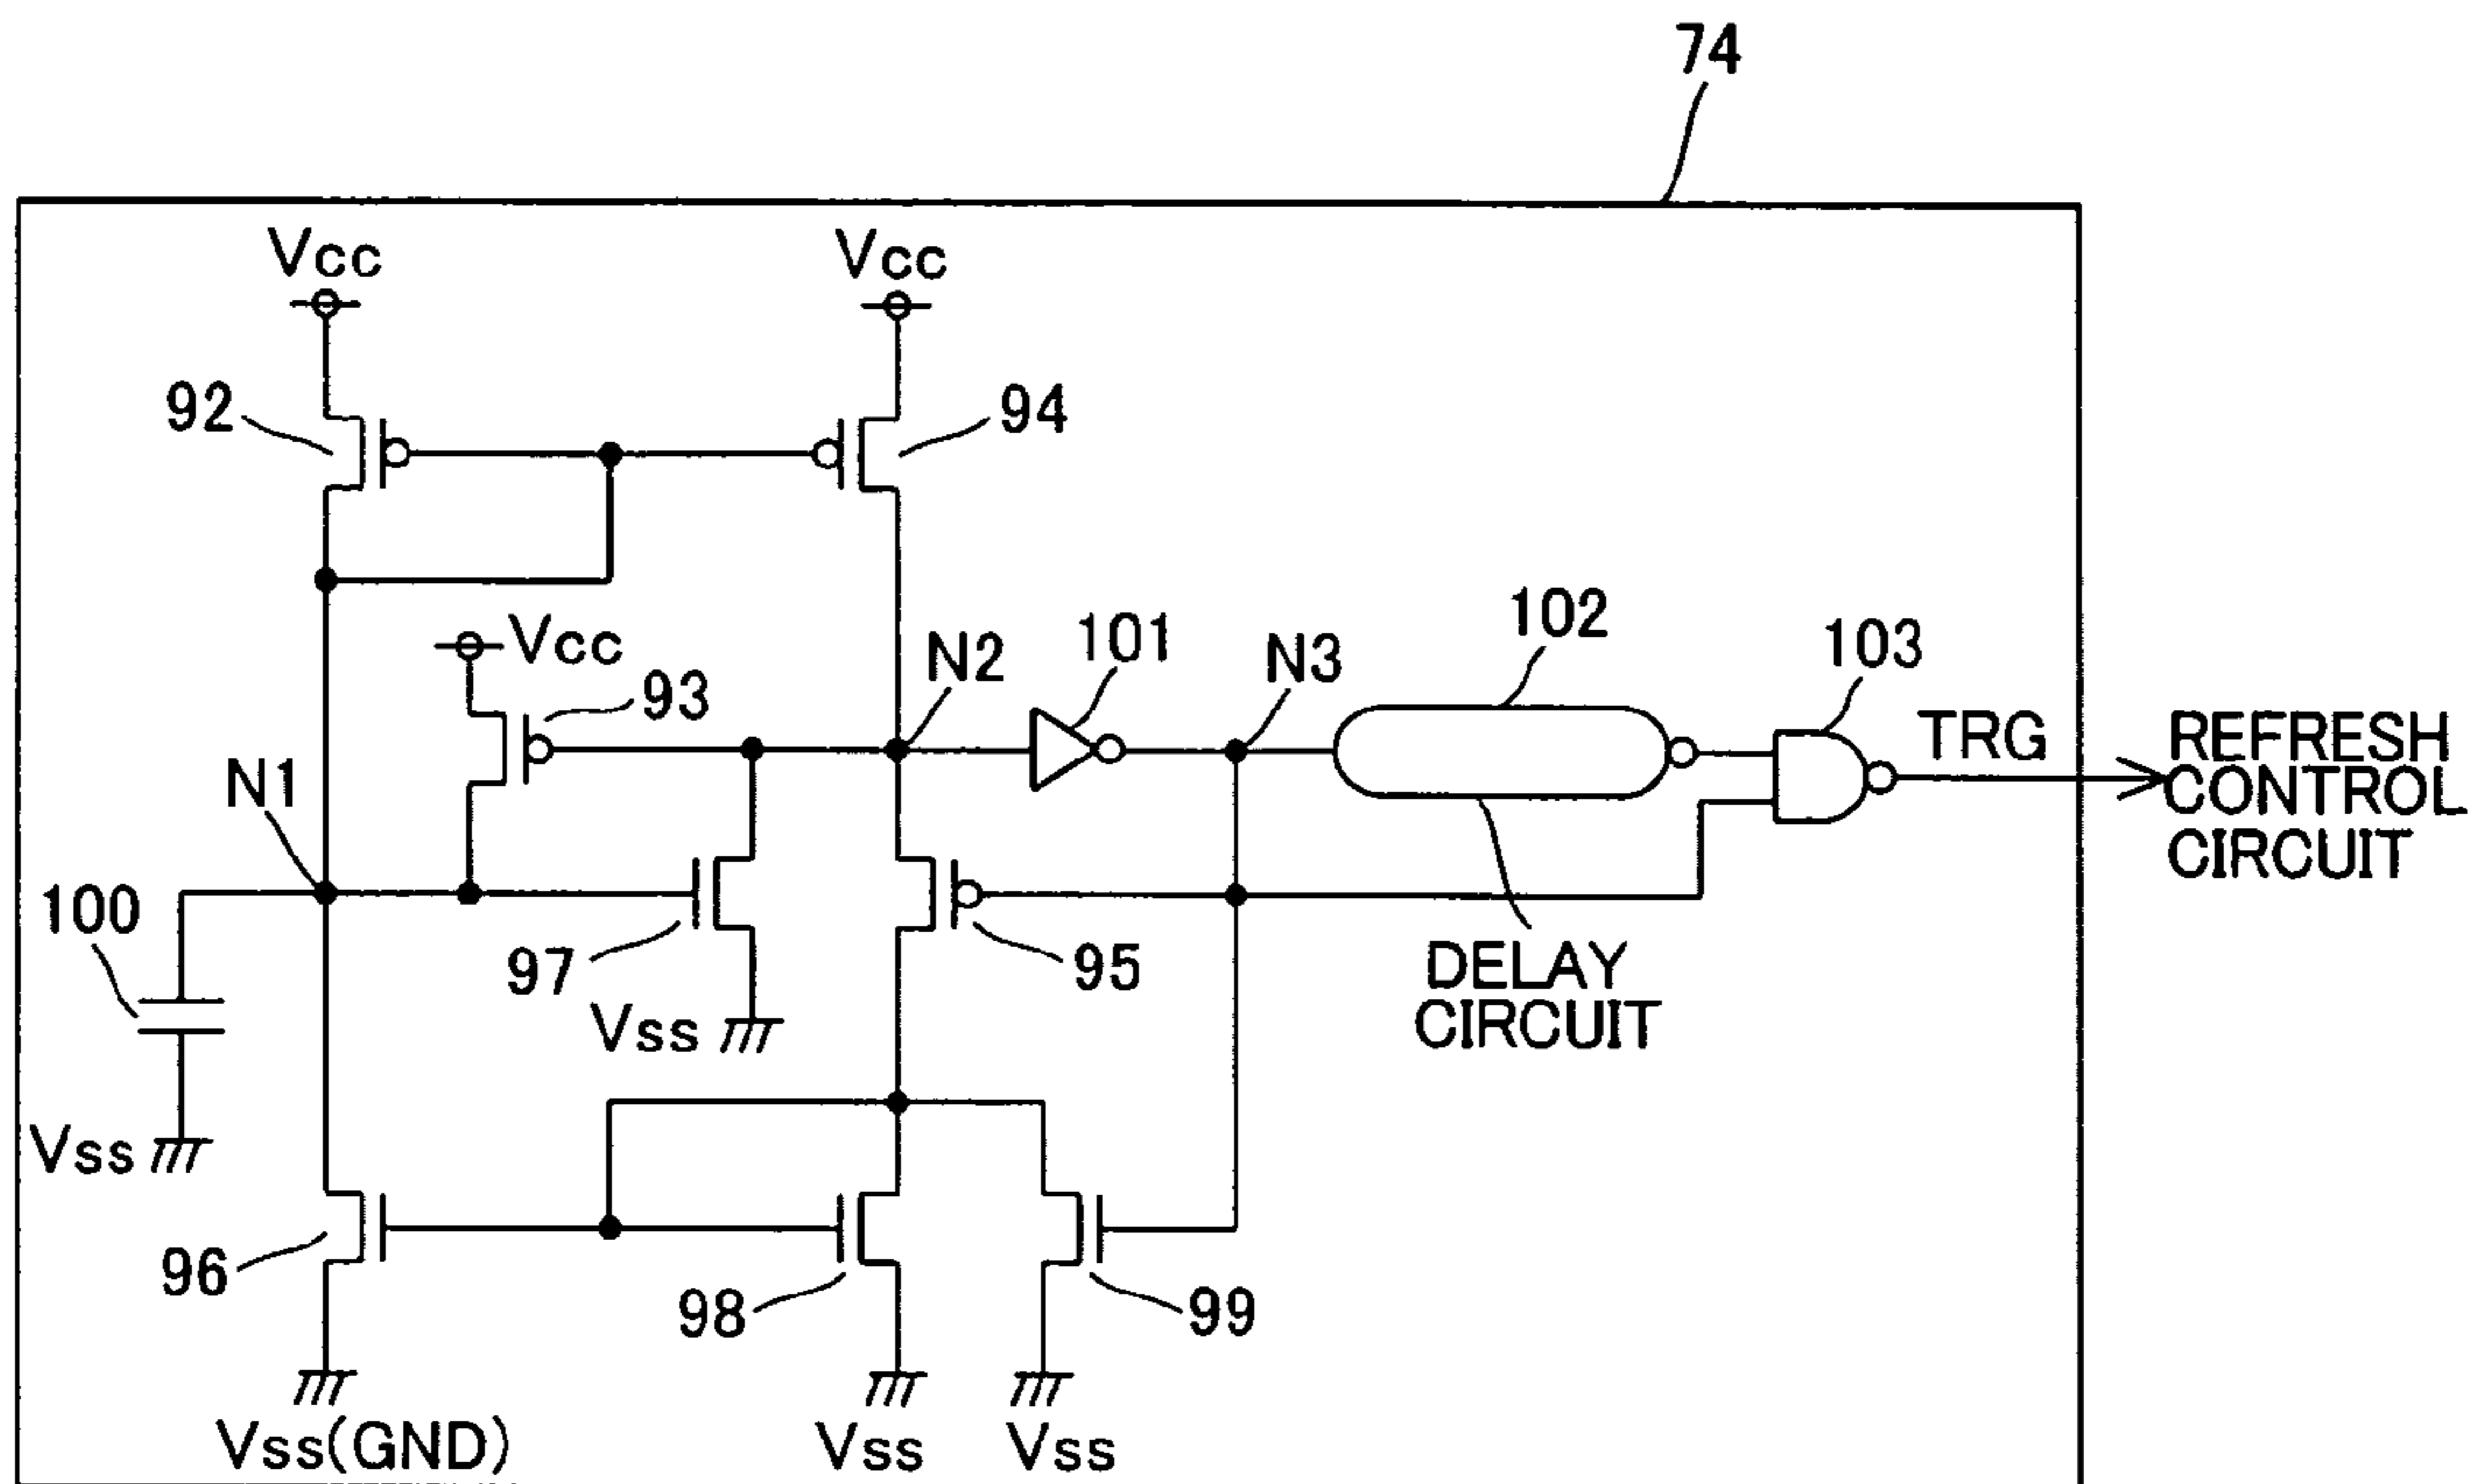 74
Vcc
Vcc
92
94
Vcc
93
N2
101
N3
102
103
TRG
REFRESH
CONTROL
CIRCUIT
N1
100
97
Vss
95
DELAY
CIRCUIT
Vss
96
98
99
Vss(GND)
Vss
Vss